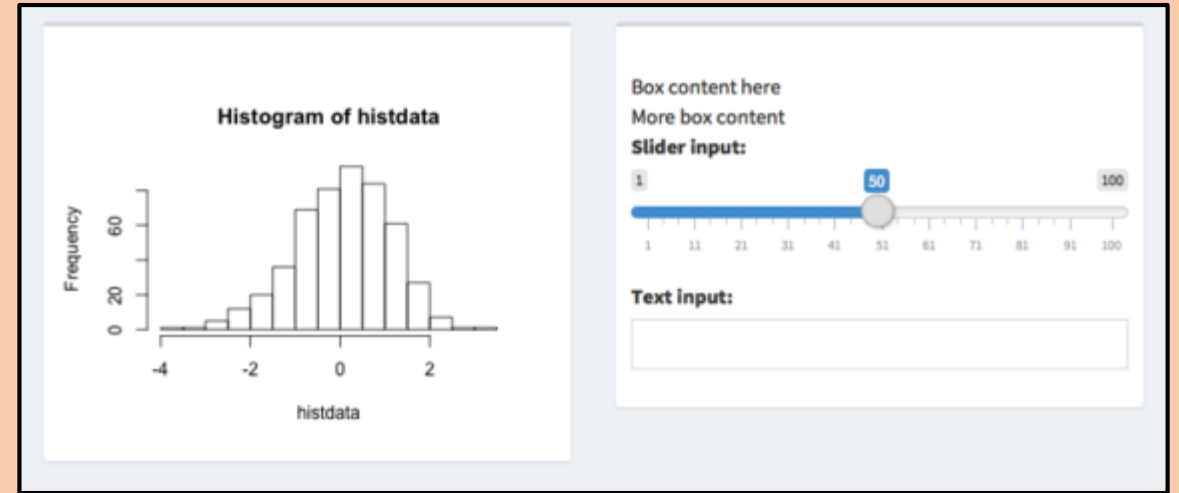 Histogram of histdata
Frequency
60
20
0
-4 -2 0 2
histdata
Box content here
More box content
Slider input:
1 50 100
1 11 21 31 41 51 61 71 81 91 100
Text input: